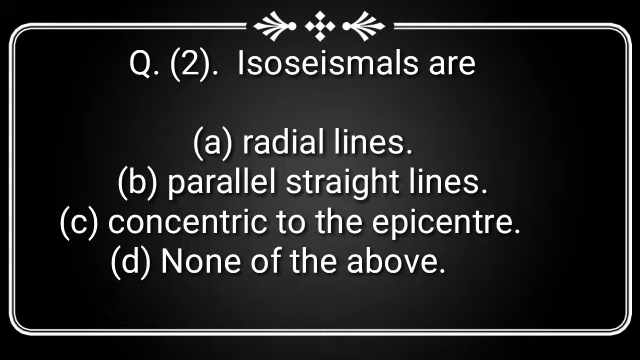 Q. (2). Isoseismals are
(a) radial lines.
(b) parallel straight lines.
(c) concentric to the epicentre.
(d) None of the above.